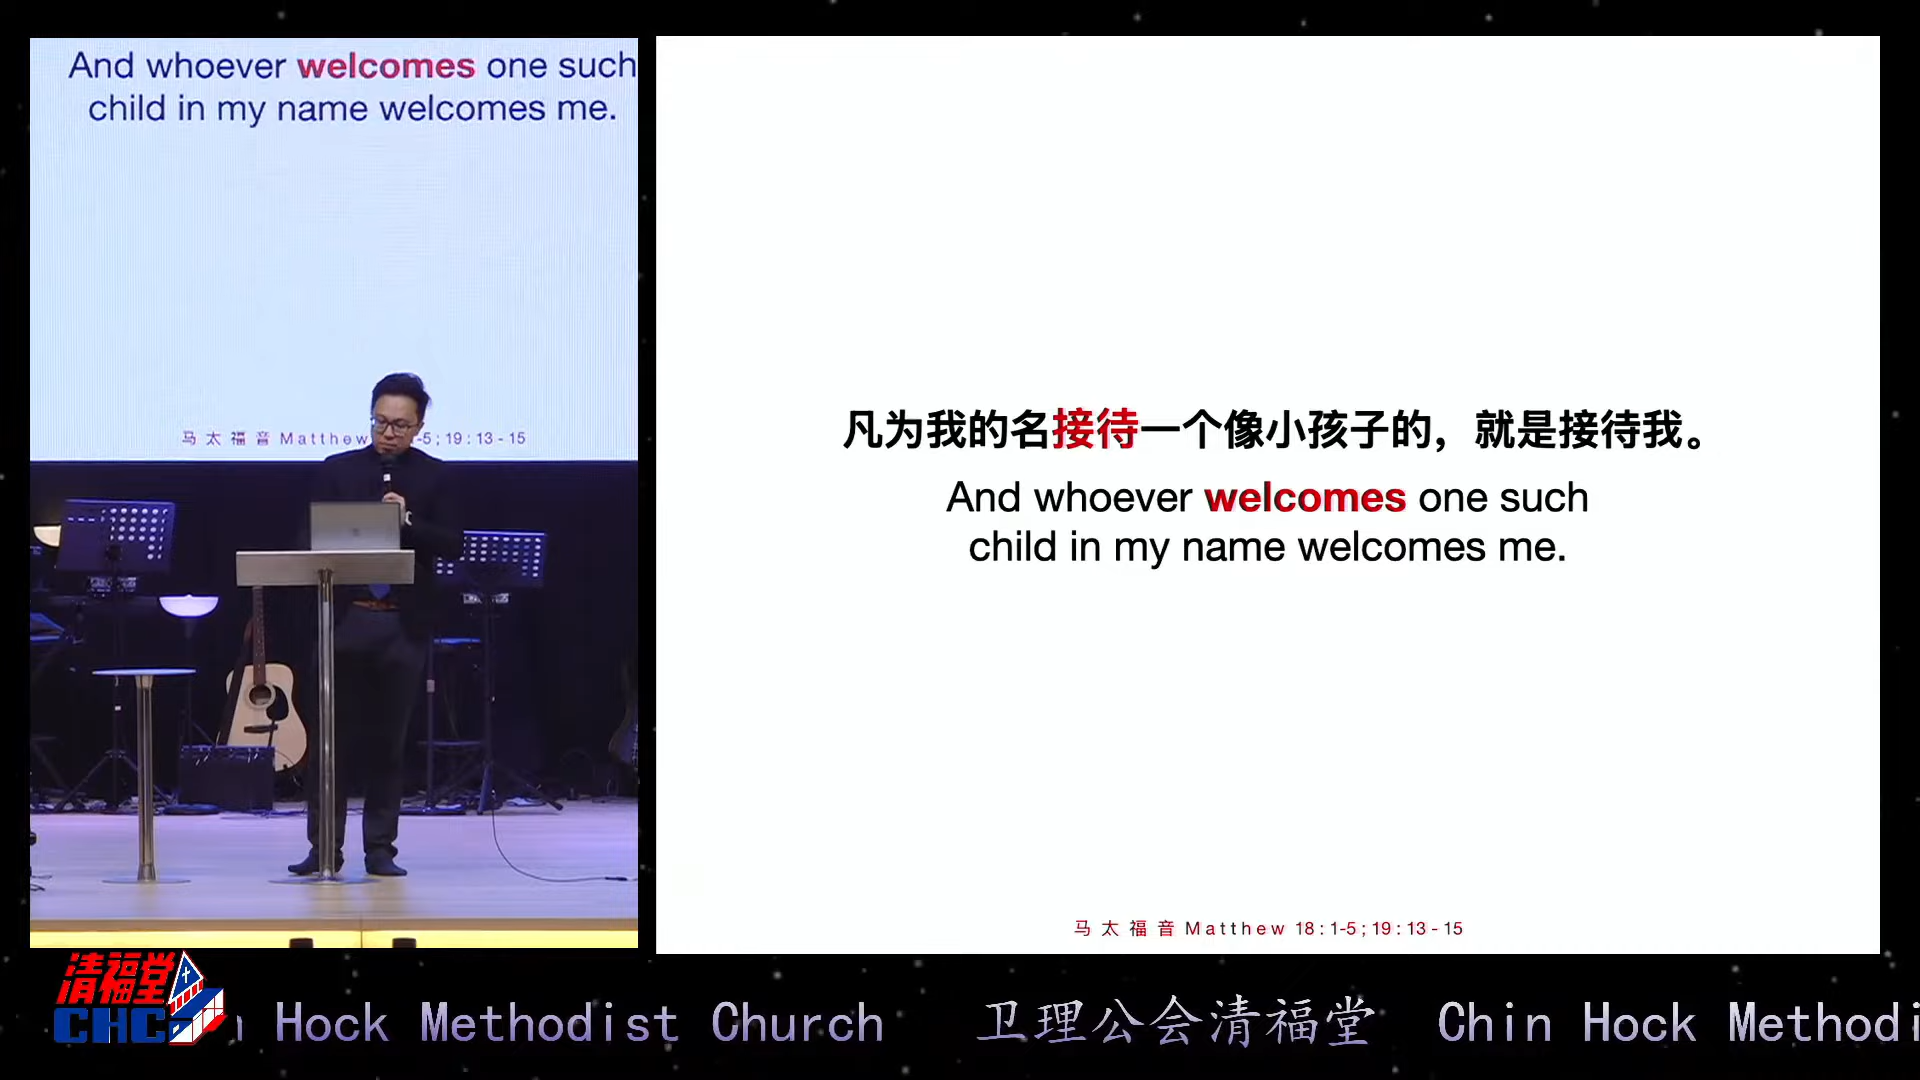 And whoever welcomes one such
child in my name welcomes me.
马太福音 Matthew -5;19:13-15
凡为我的名接待一个像小孩子的，就是接待我。
And whoever welcomes one such
child in my name welcomes me.
马太福音 Matthew 18:1-5;19:13-15
清福堂
CHC
n Hock Methodist Church 卫理公会清福堂 Chin Hock Methodi